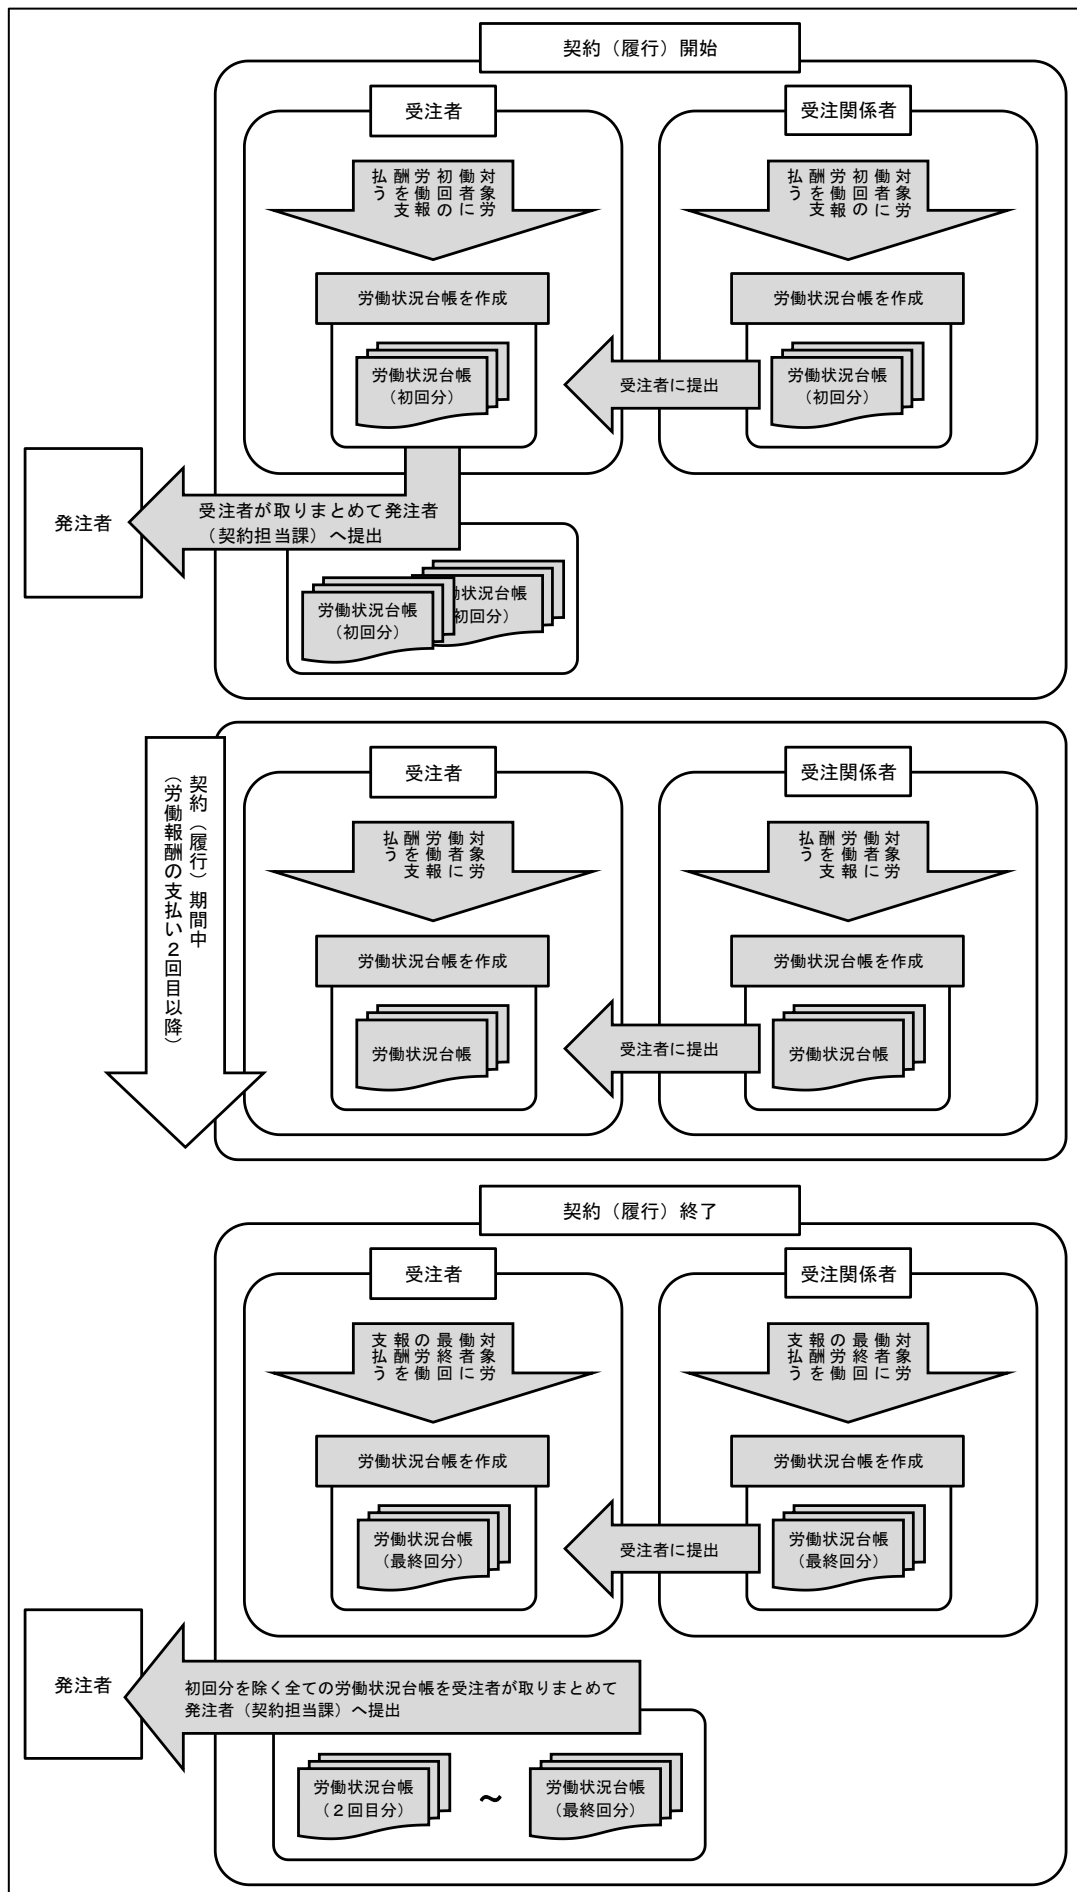 契約（履行）開始
受注者
対象労
働者に
初回の
労働報
酬を支
払う
労働状況台帳を作成
労働状況台帳
（初回分）
受注関係者
対象労
働者に
初回の
労働報
酬を支
払う
労働状況台帳を作成
労働状況台帳
（初回分）
受注者に提出
発注者
受注者が取りまとめて発注者
（契約担当課）へ提出
労働状況台帳
（初回分）
状況台帳
初回分）
契約（履行）期間中
（労働報酬の支払い２回目以降）
受注者
対象労
働者に
労働報
酬を支
払う
労働状況台帳を作成
労働状況台帳
受注関係者
対象労
働者に
労働報
酬を支
払う
労働状況台帳を作成
労働状況台帳
受注者に提出
契約（履行）終了
受注者
対象労
働者に
最終回
の労働
報酬を
支払う
労働状況台帳を作成
労働状況台帳
（最終回分）
受注関係者
対象労
働者に
最終回
の労働
報酬を
支払う
労働状況台帳を作成
労働状況台帳
（最終回分）
受注者に提出
発注者
初回分を除く全ての労働状況台帳を受注者が取りまとめて
発注者（契約担当課）へ提出
労働状況台帳
（２回目分）
～
労働状況台帳
（最終回分）